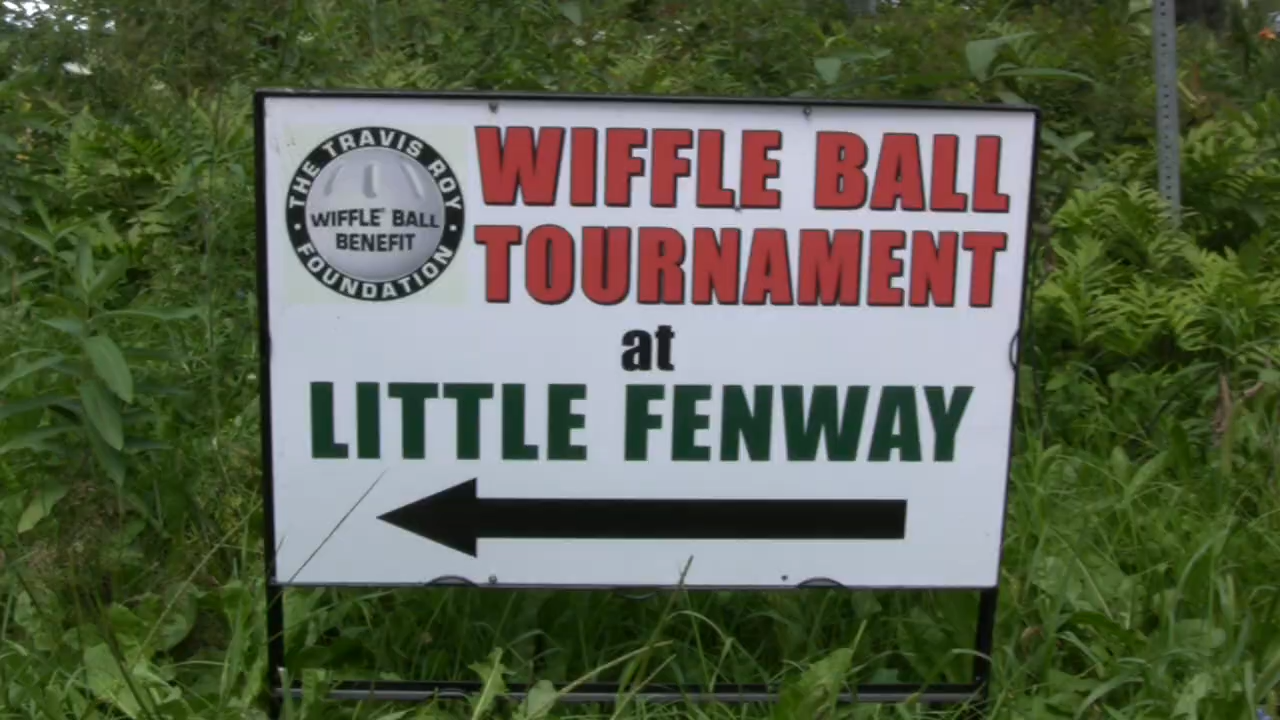 THE TRAVIS ROY
WIFFLE® BALL
BENEFIT
FOUNDATION
WIFFLE BALL
TOURNAMENT
at
LITTLE FENWAY